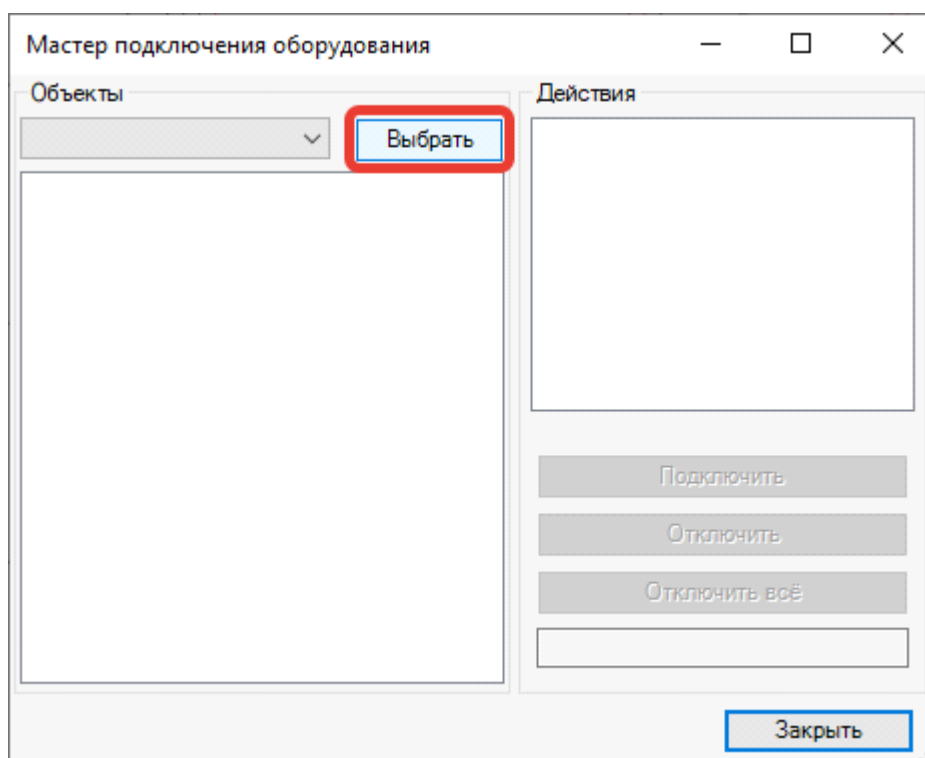 Мастер подключения оборудования
Объекты
Выбрать
Действия
Подключить
Отключить
Отключить всё
Закрыть